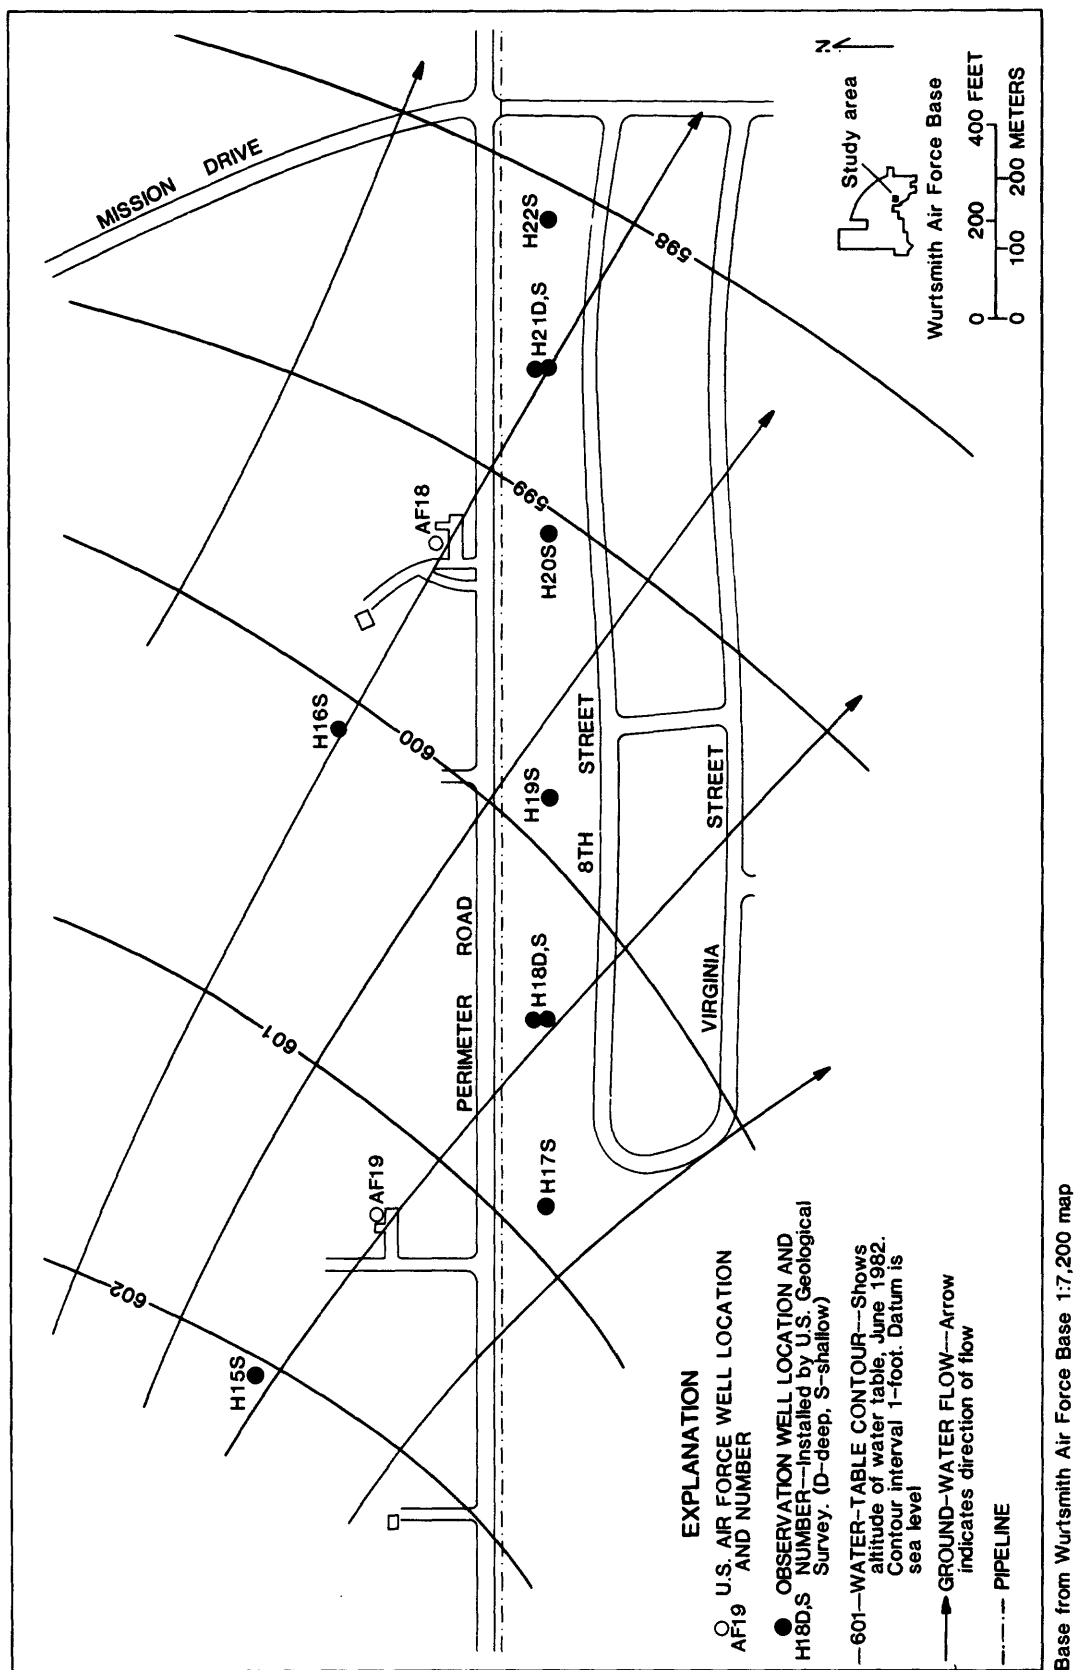 MISSION DRIVE
N
Study area
Wurtsmith Air Force Base
0 200 400 FEET
0 100 200 METERS
H22S
H21D,S
598
AF18
599
H20S
H16S
600
H19S
8TH STREET
VIRGINIA STREET
PERIMETER ROAD
H18D,S
601
AF19
H17S
602
H15S
EXPLANATION
AF19 U.S. AIR FORCE WELL LOCATION
AND NUMBER
OBSERVATION WELL LOCATION AND
H18D,S NUMBER—Installed by U.S. Geological
Survey. (D-deep, S-shallow)
—601—WATER-TABLE CONTOUR—Shows
altitude of water table, June 1982.
Contour interval 1-foot. Datum is
sea level
GROUND-WATER FLOW—Arrow
indicates direction of flow
PIPELINE
Base from Wurtsmith Air Force Base 1:7,200 map